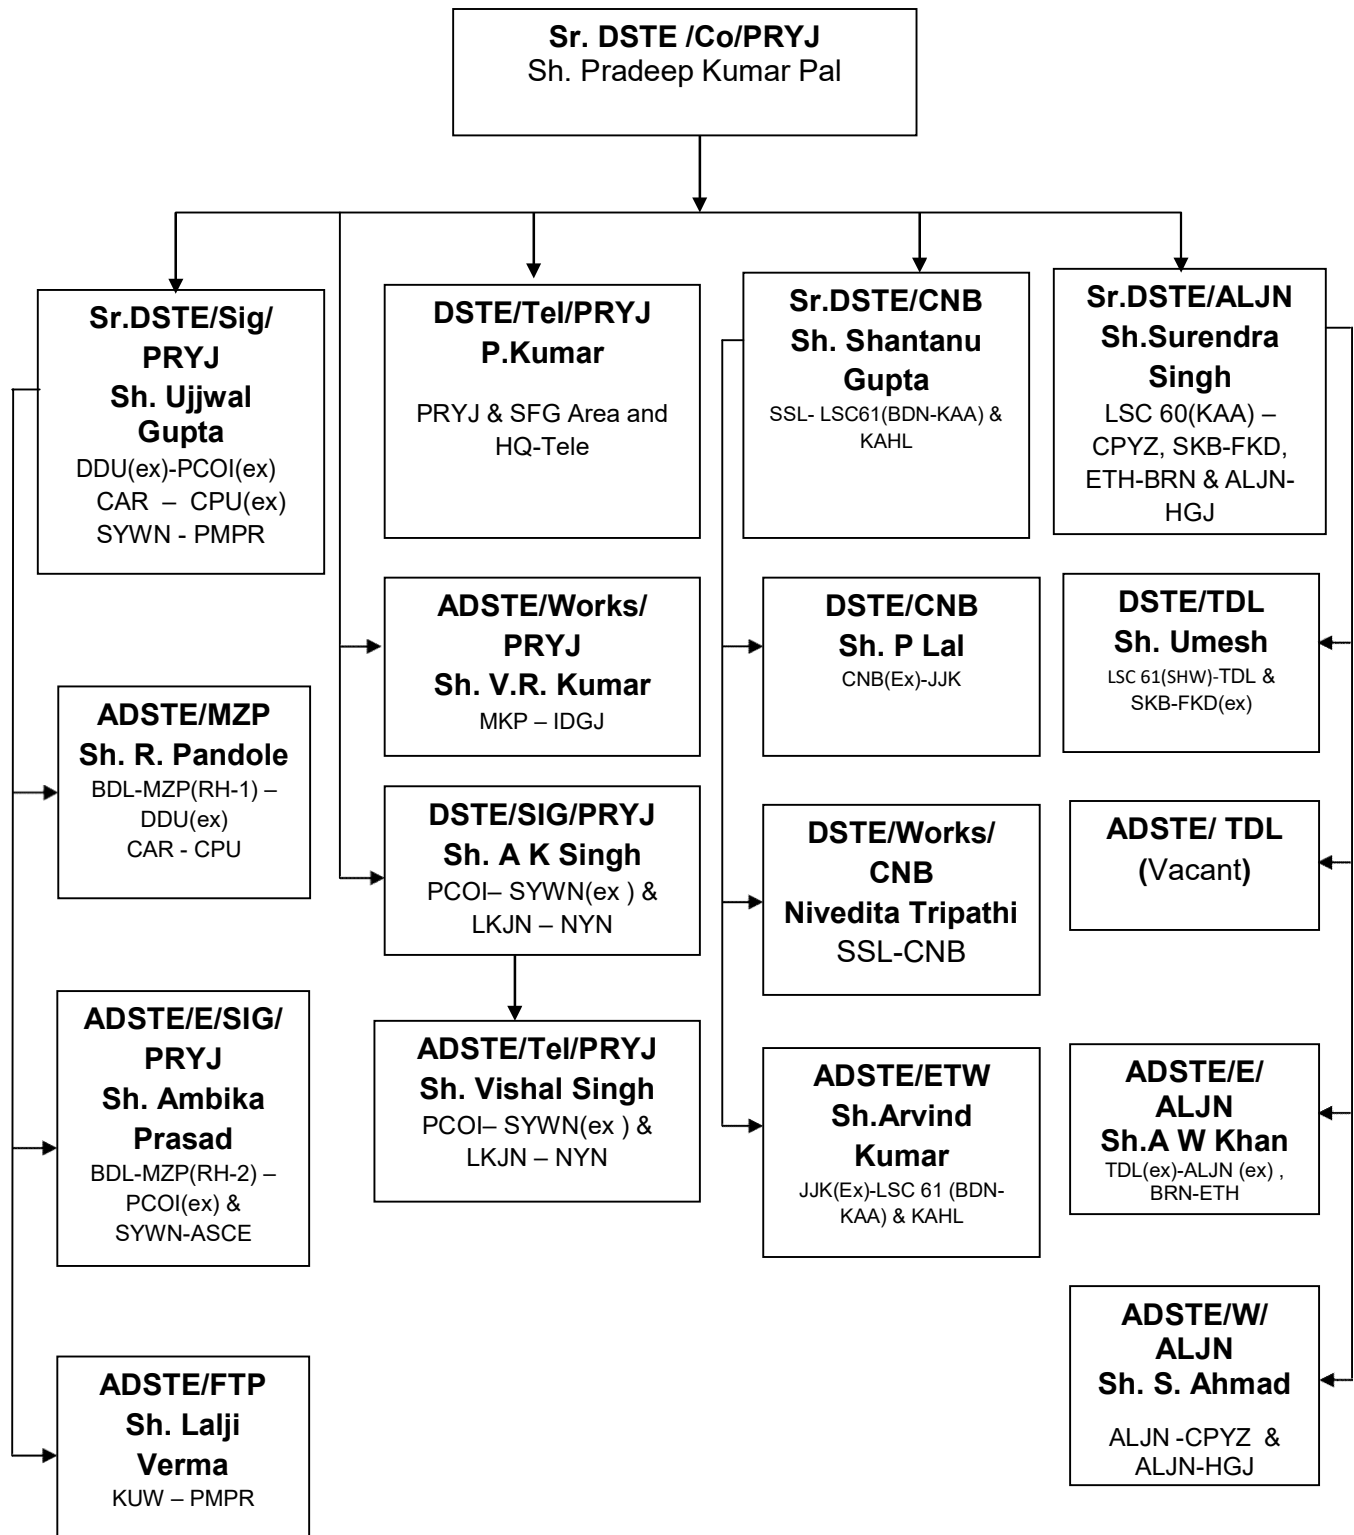 Sr. DSTE /Co/PRYJ
Sh. Pradeep Kumar Pal
Sr.DSTE/Sig/
PRYJ
Sh. Ujjwal
Gupta
DDU(ex)-PCOI(ex)
CAR – CPU(ex)
SYWN - PMPR
DSTE/Tel/PRYJ
P.Kumar
PRYJ & SFG Area and
HQ-Tele
Sr.DSTE/CNB
Sh. Shantanu
Gupta
SSL- LSC61(BDN-KAA) &
KAHL
Sr.DSTE/ALJN
Sh.Surendra
Singh
LSC 60(KAA) –
CPYZ, SKB-FKD,
ETH-BRN & ALJN-
HGJ
ADSTE/MZP
Sh. R. Pandole
BDL-MZP(RH-1) –
DDU(ex)
CAR - CPU
ADSTE/E/SIG/
PRYJ
Sh. Ambika
Prasad
BDL-MZP(RH-2) –
PCOI(ex) &
SYWN-ASCE
ADSTE/FTP
Sh. Lalji
Verma
KUW – PMPR
ADSTE/Works/
PRYJ
Sh. V.R. Kumar
MKP – IDGJ
DSTE/SIG/PRYJ
Sh. A K Singh
PCOI– SYWN(ex ) &
LKJN – NYN
ADSTE/Tel/PRYJ
Sh. Vishal Singh
PCOI– SYWN(ex ) &
LKJN – NYN
DSTE/CNB
Sh. P Lal
CNB(Ex)-JJK
DSTE/Works/
CNB
Nivedita Tripathi
SSL-CNB
ADSTE/ETW
Sh.Arvind
Kumar
JJK(Ex)-LSC 61 (BDN-
KAA) & KAHL
DSTE/TDL
Sh. Umesh
LSC 61(SHW)-TDL &
SKB-FKD(ex)
ADSTE/ TDL
(Vacant)
ADSTE/E/
ALJN
Sh.A W Khan
TDL(ex)-ALJN (ex) ,
BRN-ETH
ADSTE/W/
ALJN
Sh. S. Ahmad
ALJN -CPYZ &
ALJN-HGJ